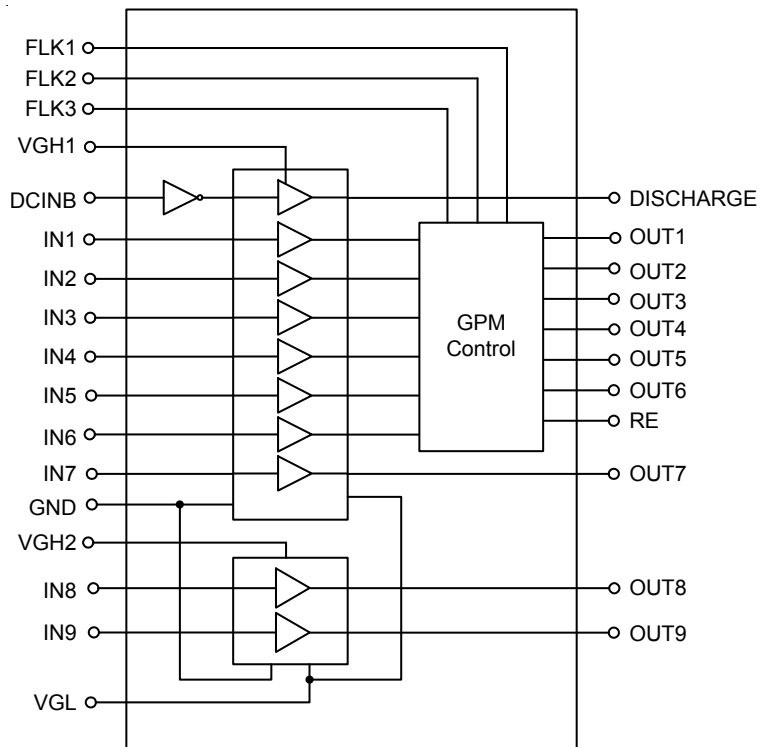 FLK1
FLK2
FLK3
VGH1
DCINB
DISCHARGE
IN1
OUT1
IN2
OUT2
IN3
OUT3
GPM
Control
OUT4
IN4
OUT5
IN5
OUT6
IN6
RE
IN7
OUT7
GND
VGH2
IN8
OUT8
IN9
OUT9
VGL